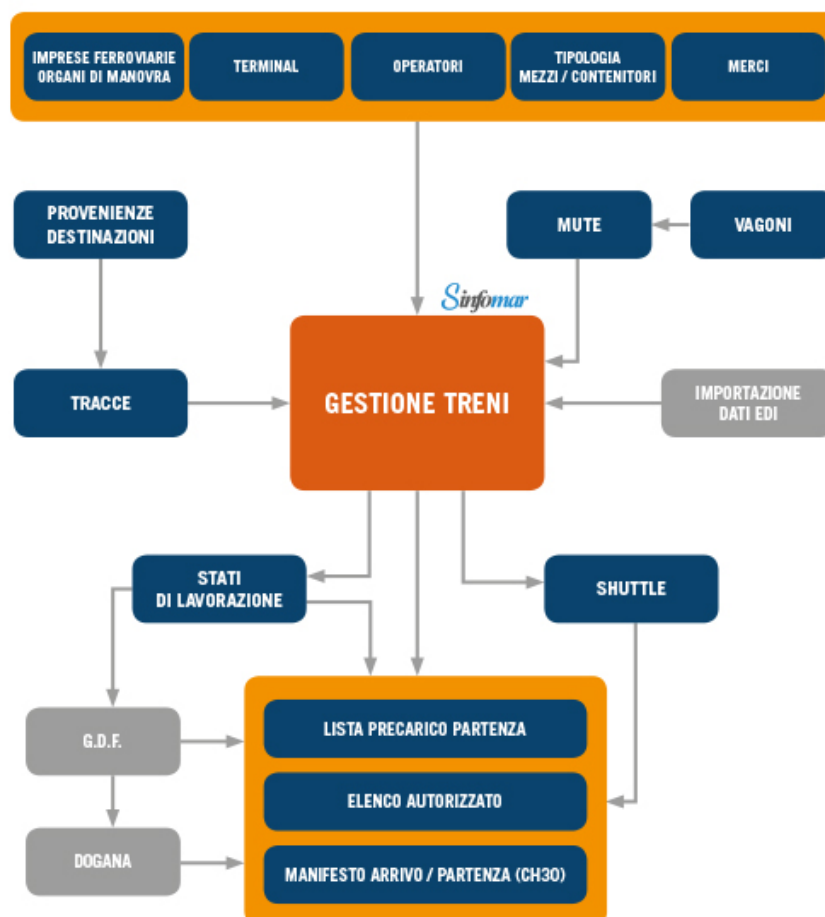 IMPRESE FERROVIARIE
ORGANI DI MANOVRA
TERMINAL
OPERATORI
TIPOLOGIA
MEZZI / CONTENITORI
MERCI
PROVENIENZE
DESTINAZIONI
MUTE
VAGONI
Sinfomar
TRACCE
GESTIONE TRENI
IMPORTAZIONE
DATI EDI
STATI
DI LAVORAZIONE
SHUTTLE
G.D.F.
LISTA PRECARICO PARTENZA
ELENCO AUTORIZZATO
DOGANA
MANIFESTO ARRIVO / PARTENZA (CH30)